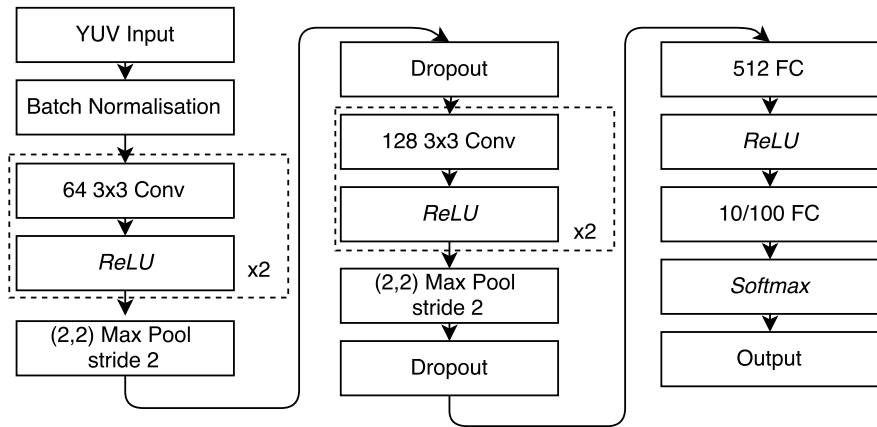 YUV Input
Batch Normalisation
64 3x3 Conv
ReLU
x2
(2,2) Max Pool
stride 2
Dropout
128 3x3 Conv
ReLU
x2
(2,2) Max Pool
stride 2
Dropout
512 FC
ReLU
10/100 FC
Softmax
Output